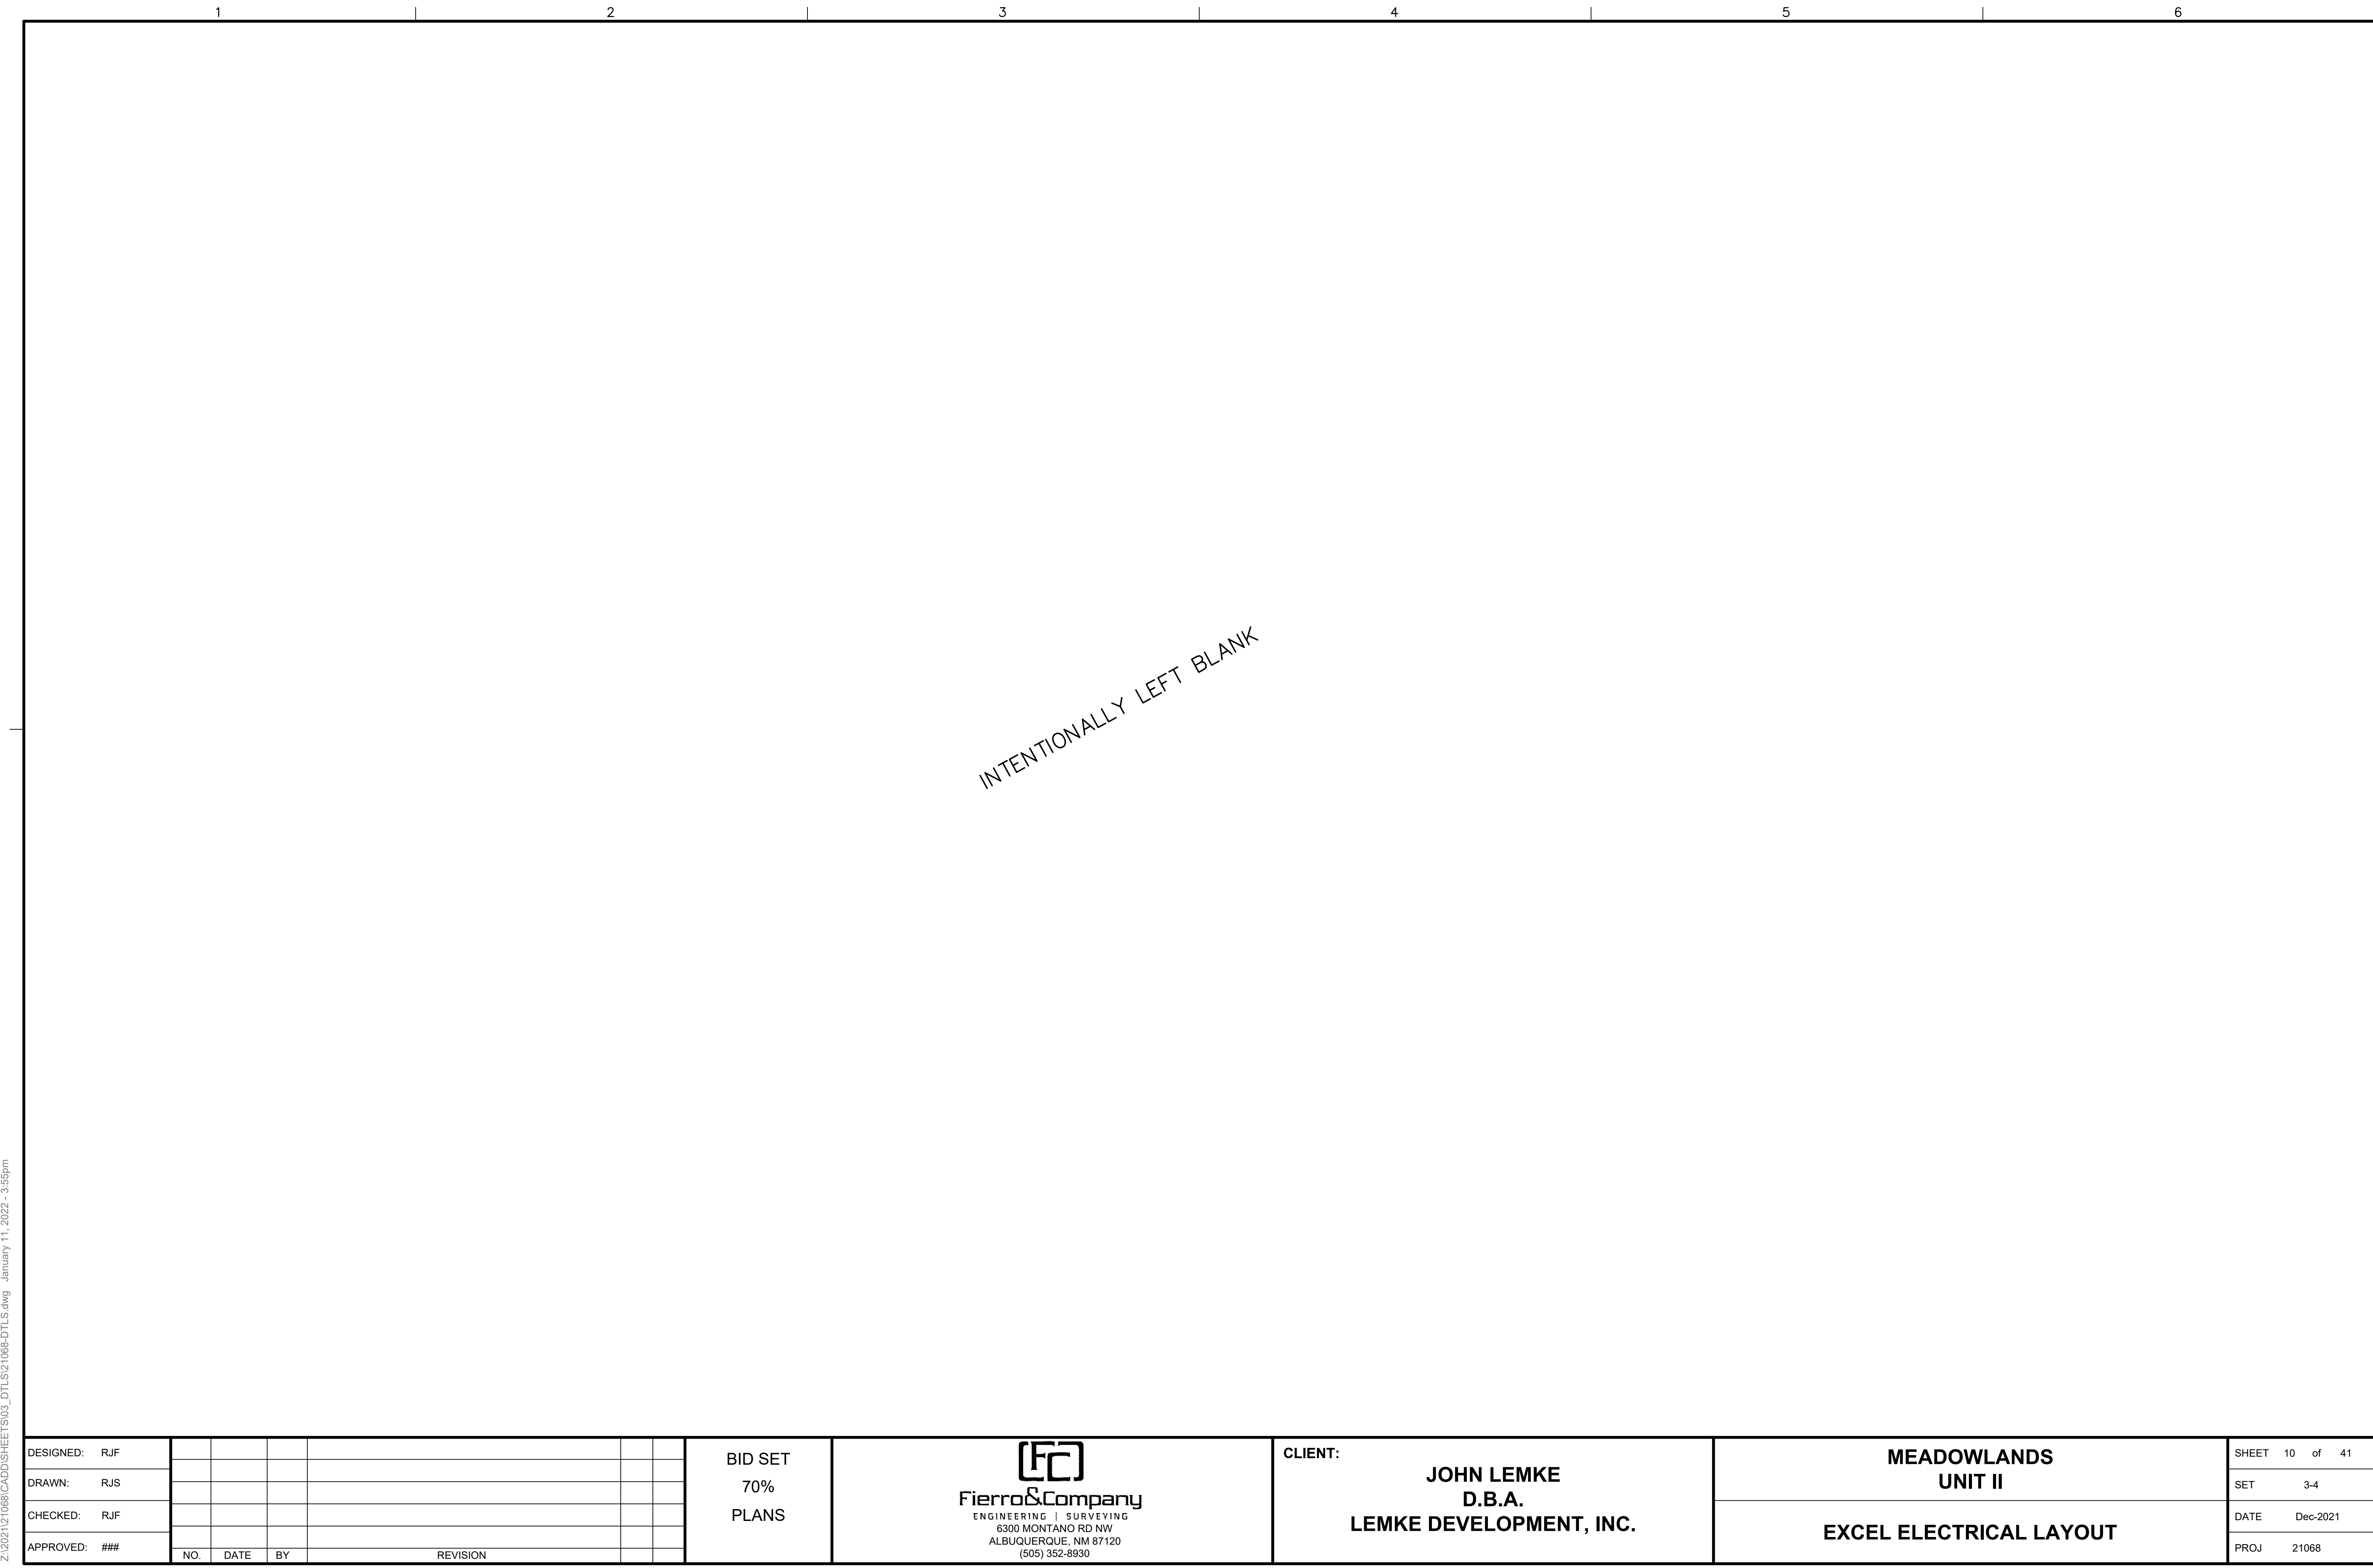 1 2 3 4 5 6
INTENTIONALLY LEFT BLANK
Z:\2021\21068\CADD\SHEETS\03_DTLS\21068-DTLS.dwg January 11, 2022 - 3:55pm
DESIGNED: RJF
DRAWN: RJS
CHECKED: RJF
APPROVED: ###
NO. DATE BY REVISION
BID SET
70%
PLANS
FC
Fierro&Company
ENGINEERING | SURVEYING
6300 MONTANO RD NW
ALBUQUERQUE, NM 87120
(505) 352-8930
CLIENT:
JOHN LEMKE
D.B.A.
LEMKE DEVELOPMENT, INC.
MEADOWLANDS
UNIT II
EXCEL ELECTRICAL LAYOUT
SHEET 10 of 41
SET 3-4
DATE Dec-2021
PROJ 21068